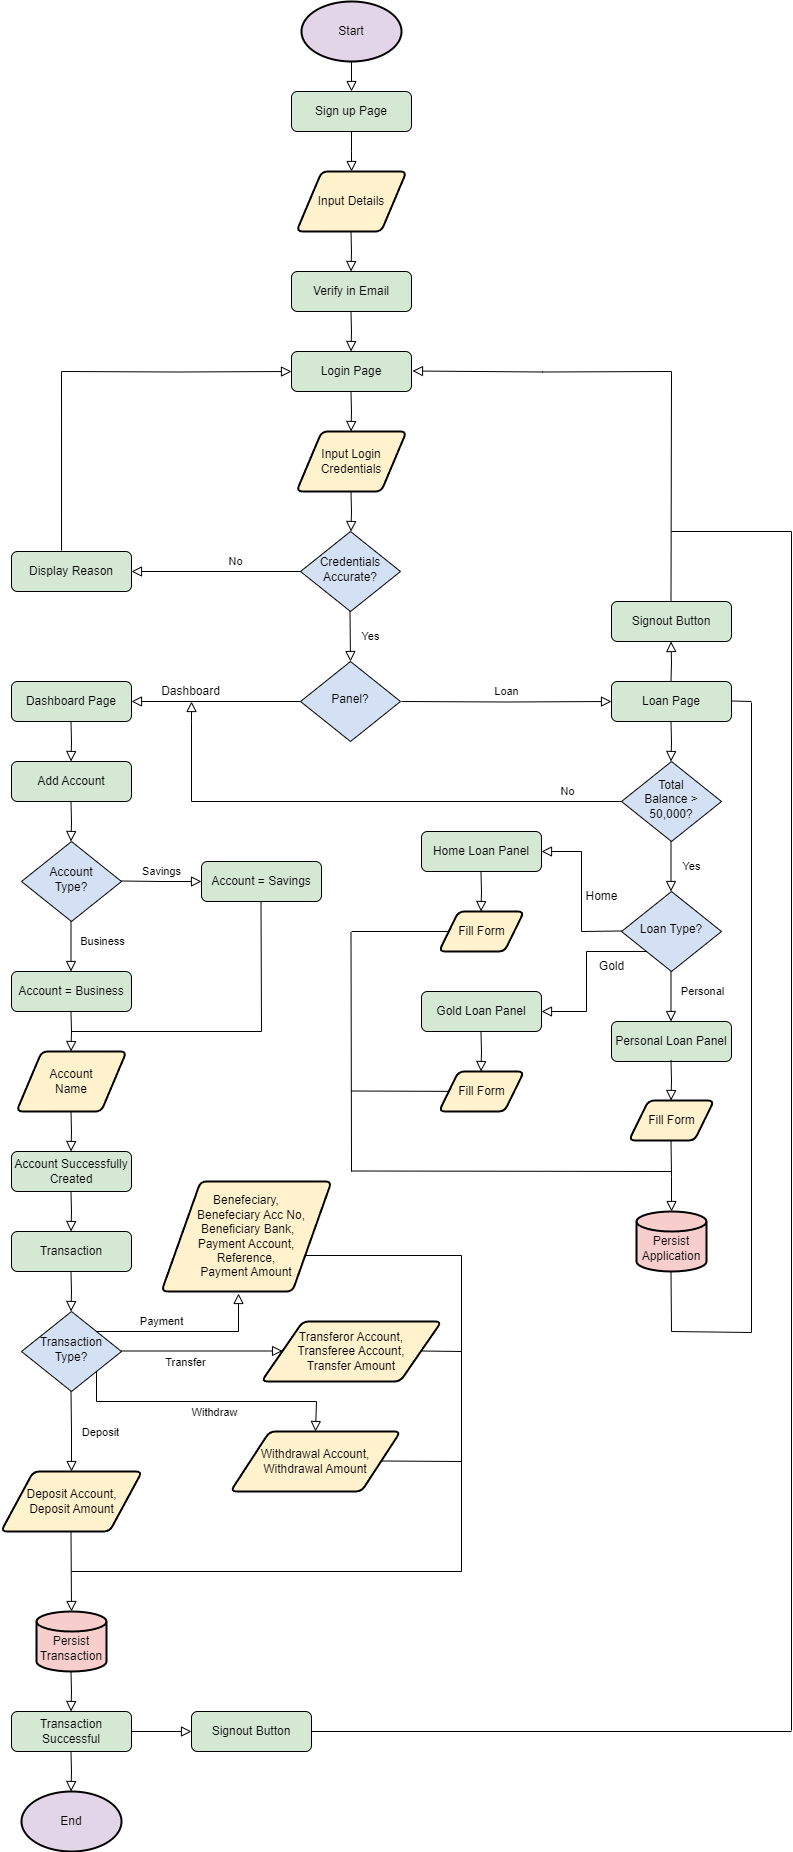 Start
Sign up Page
Input Details
Verify in Email
Login Page
Input Login
Credentials
Credentials
Accurate?
No
Display Reason
Yes
Signout Button
Panel?
Dashboard
Dashboard Page
Loan
Loan Page
Add Account
Total
Balance >
50,000?
No
Yes
Account
Type?
Savings
Account = Savings
Business
Account = Business
Home Loan Panel
Home
Fill Form
Loan Type?
Gold
Gold Loan Panel
Fill Form
Personal
Personal Loan Panel
Fill Form
Persist
Application
Account
Name
Account Successfully
Created
Transaction
Transaction
Type?
Payment
Benefeciary,
Benefeciary Acc No,
Beneficiary Bank,
Payment Account,
Reference,
Payment Amount
Transfer
Transferor Account,
Transferee Account,
Transfer Amount
Withdraw
Withdrawal Account,
Withdrawal Amount
Deposit
Deposit Account,
Deposit Amount
Persist
Transaction
Transaction
Successful
Signout Button
End